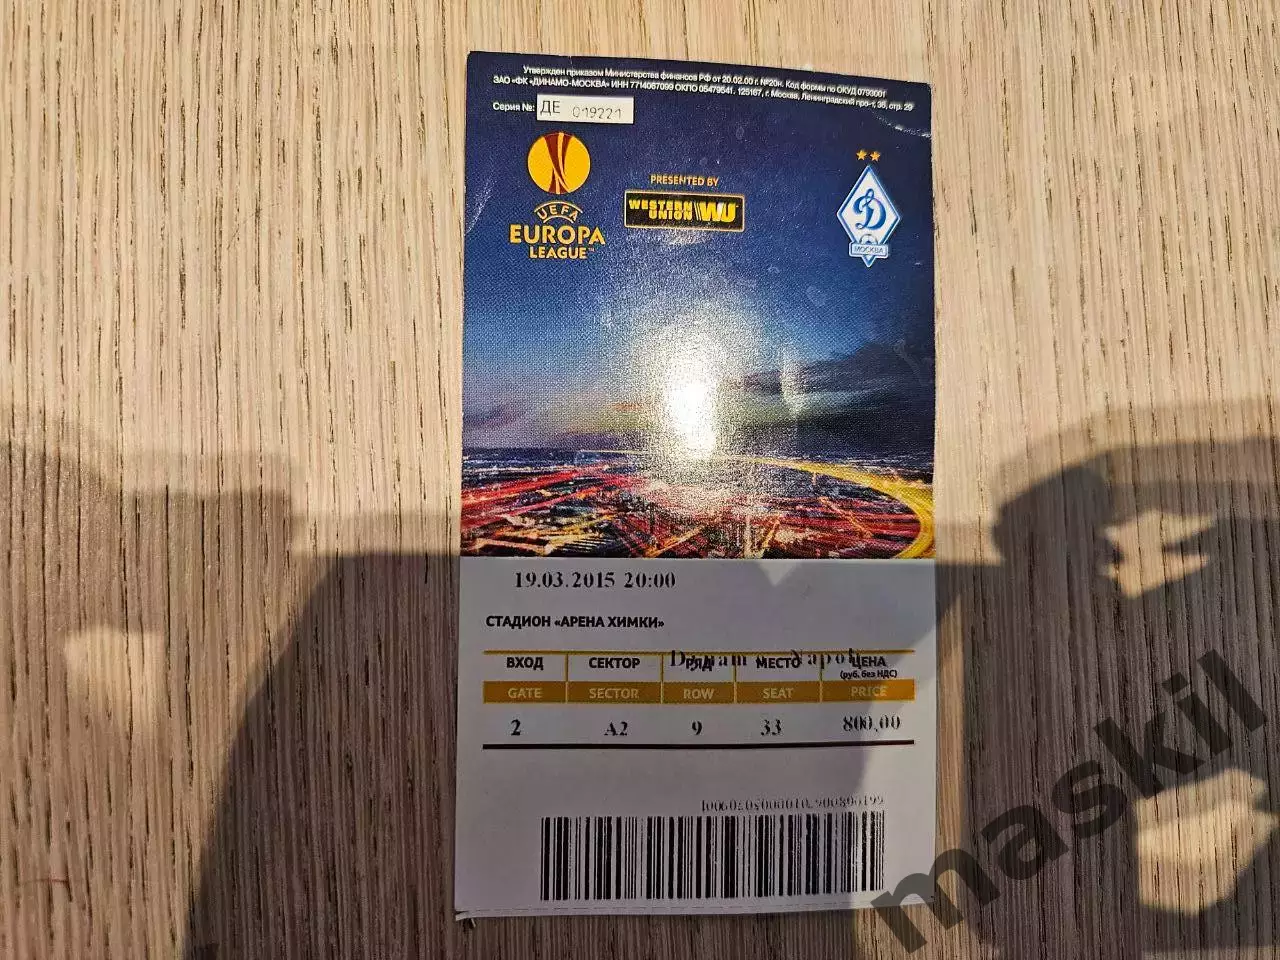 Утвержден приказом Министерства финансов РФ от 20.02.00 г. №20н. Код формы по ОКУД 0793001
ЗАО «ФК «ДИНАМО-МОСКВА» ИНН 7714067099 ОКПО 05479541. 125167, г. Москва, Ленинградский про-т, 36, стр. 29
Серия №: ДЕ 019221
PRESENTED BY
WESTERN UNION WU
UEFA
EUROPA
LEAGUE™
Д
МОСКВА
19.03.2015 20:00
СТАДИОН «АРЕНА ХИМКИ»
ВХОД СЕКТОР РЯД МЕСТО ЦЕНА
(руб. без НДС)
GATE SECTOR ROW SEAT PRICE
2 A2 9 33 800,00
maskil